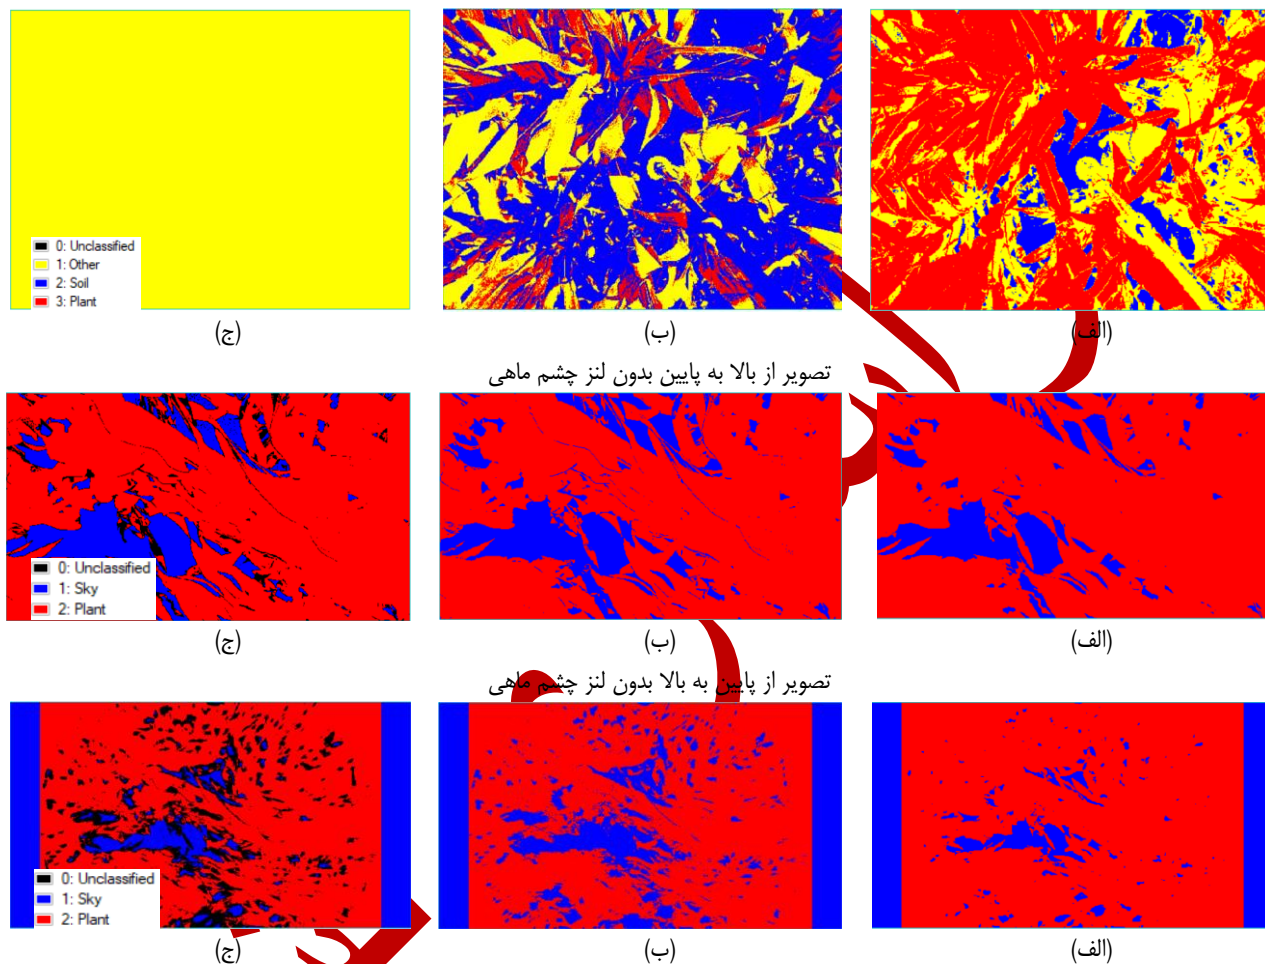 0: Unclassified
1: Other
2: Soil
3: Plant
(الف)
(ب)
(ج)
تصویر از بالا به پایین بدون لنز چشم ماهی
0: Unclassified
1: Sky
2: Plant
(الف)
(ب)
(ج)
تصویر از پایین به بالا بدون لنز چشم ماهی
0: Unclassified
1: Sky
2: Plant
(الف)
(ب)
(ج)